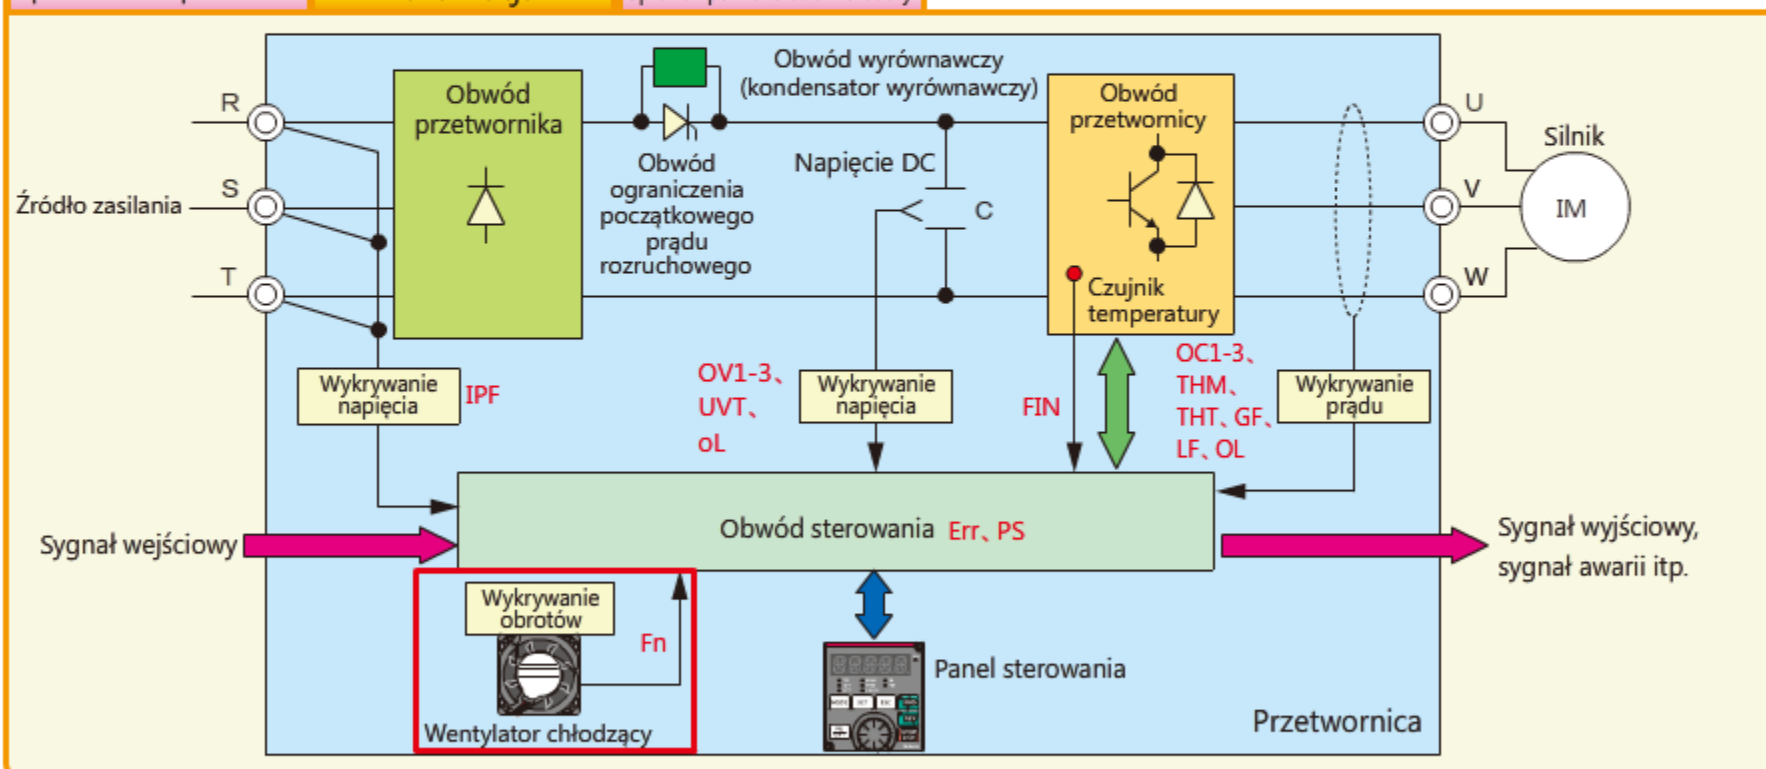 Obwód wyrównawczy
(kondensator wyrównawczy)
Obwód
przetwornika
Obwód
przetwornicy
R
U
Silnik
Obwód
ograniczenia
początkowego
prądu
rozruchowego
Napięcie DC
Źródło zasilania
S
C
V
IM
T
W
Czujnik
temperatury
Wykrywanie
napięcia
IPF
OV1-3、
UVT、
oL
Wykrywanie
napięcia
FIN
OC1-3、
THM、
THT、GF、
LF、OL
Wykrywanie
prądu
Sygnał wejściowy
Obwód sterowania Err、PS
Sygnał wyjściowy,
sygnał awarii itp.
Wykrywanie
obrotów
Fn
Wentylator chłodzący
Panel sterowania
Przetwornica